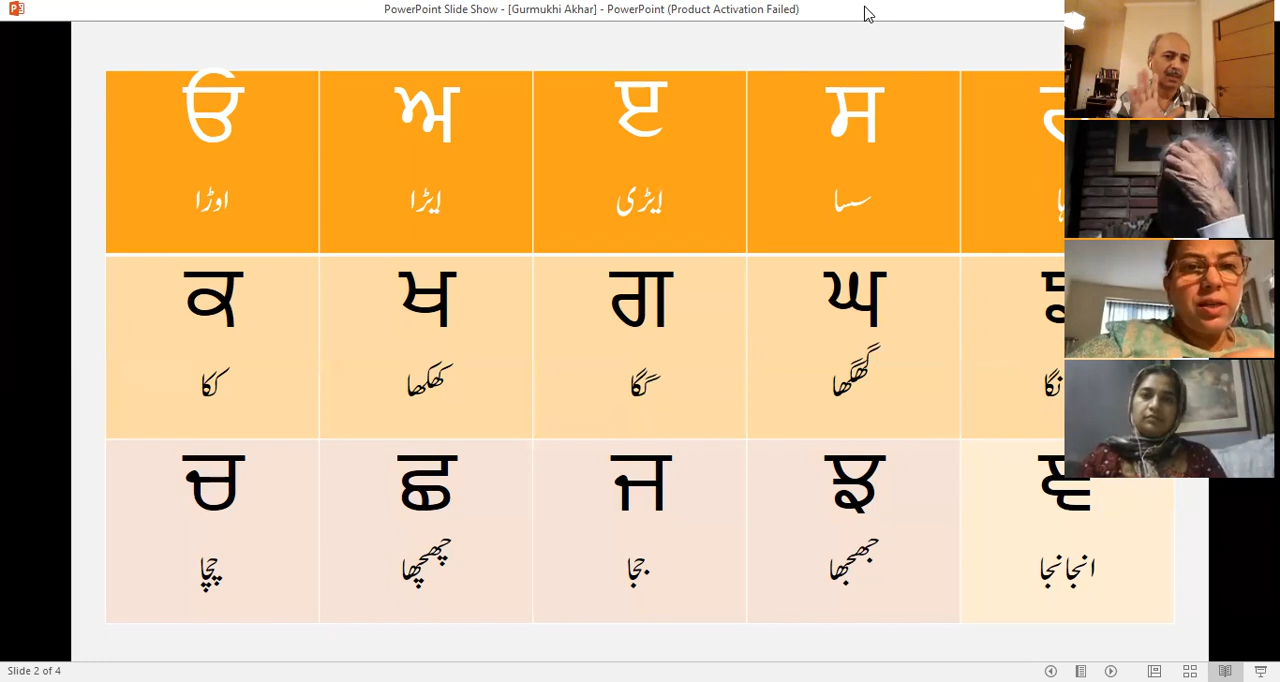 PowerPoint Slide Show - [Gurmukhi Akhar] - PowerPoint (Product Activation Failed)
ਓ ਅ ੲ ਸ
اوڑا ایڑا ایڑی سسا
ਕ ਖ ਗ ਘ
ککا کھکھا گگا گھگھا
ਚ ਛ ਜ ਝ ਞ
چچا چھچھا ججا جھجھا انجانجا
Slide 2 of 4